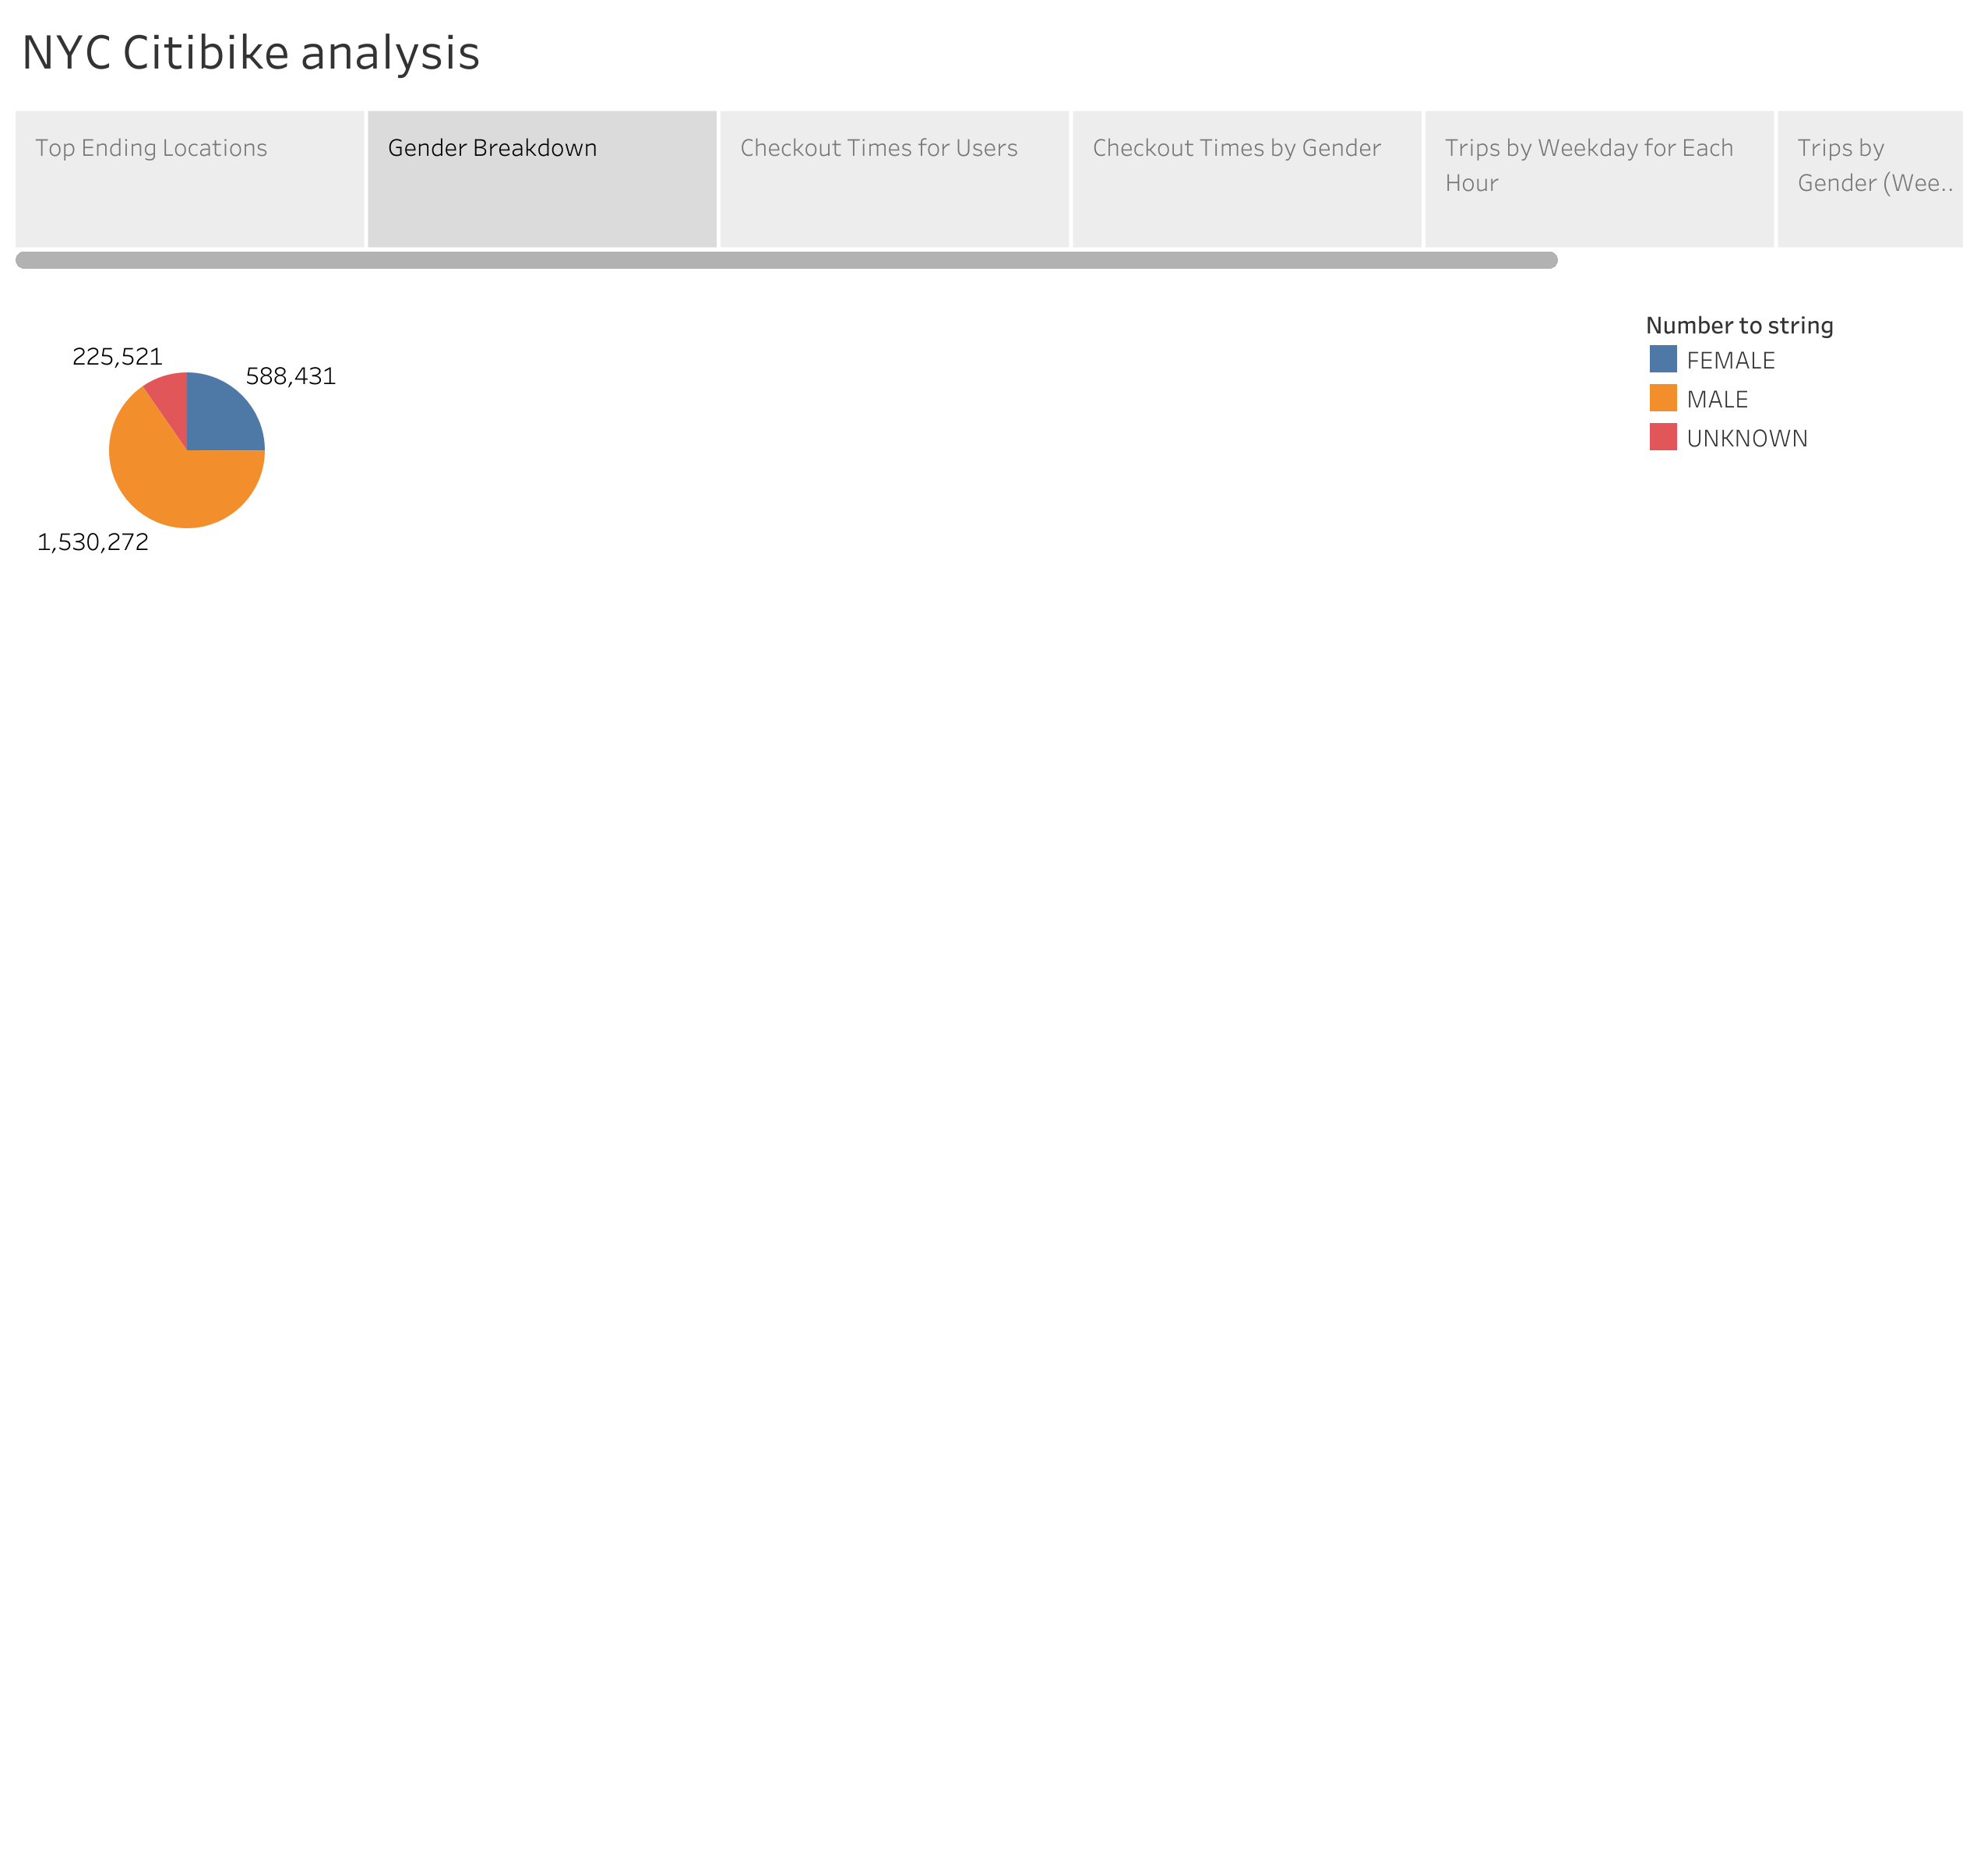 NYC Citibike analysis
Top Ending Locations
Gender Breakdown
Checkout Times for Users
Checkout Times by Gender
Trips by Weekday for Each
Hour
Trips by
Gender (Wee..
225,521
588,431
1,530,272
Number to string
FEMALE
MALE
UNKNOWN